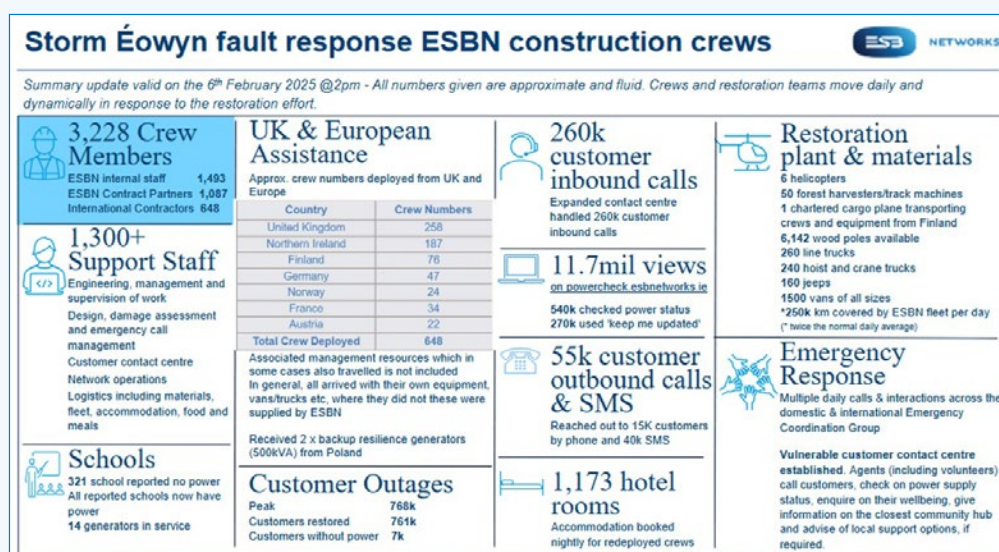 Storm Éowyn fault response ESBN construction crews
ESB NETWORKS
Summary update valid on the 6th February 2025 @2pm - All numbers given are approximate and fluid. Crews and restoration teams move daily and
dynamically in response to the restoration effort.
3,228 Crew
Members
ESBN internal staff 1,493
ESBN Contract Partners 1,087
International Contractors 648
1,300+
Support Staff
Engineering, management and
supervision of work
Design, damage assessment
and emergency call
management
Customer contact centre
Network operations
Logistics including materials,
fleet, accommodation, food and
meals
Schools
321 school reported no power
All reported schools now have
power
14 generators in service
UK & European
Assistance
Approx. crew numbers deployed from UK and
Europe
Country Crew Numbers
United Kingdom 258
Northern Ireland 187
Finland 76
Germany 47
Norway 24
France 34
Austria 22
Total Crew Deployed 648
Associated management resources which in
some cases also travelled is not included
In general, all arrived with their own equipment,
vans/trucks etc, where they did not these were
supplied by ESBN
Received 2 x backup resilience generators
(500kVA) from Poland
Customer Outages
Peak 768k
Customers restored 761k
Customers without power 7k
260k
customer
inbound calls
Expanded contact centre
handled 260k customer
inbound calls
11.7mil views
on powercheck.esbnetworks.ie
540k checked power status
270k used 'keep me updated'
55k customer
outbound calls
& SMS
Reached out to 15K customers
by phone and 40k SMS
1,173 hotel
rooms
Accommodation booked
nightly for redeployed crews
Restoration
plant & materials
6 helicopters
50 forest harvesters/track machines
1 chartered cargo plane transporting
crews and equipment from Finland
6,142 wood poles available
260 line trucks
240 hoist and crane trucks
160 jeeps
1500 vans of all sizes
*250k km covered by ESBN fleet per day
(* twice the normal daily average)
Emergency
Response
Multiple daily calls & interactions across the
domestic & international Emergency
Coordination Group
Vulnerable customer contact centre
established. Agents (including volunteers)
call customers, check on power supply
status, enquire on their wellbeing, give
information on the closest community hub
and advise of local support options, if
required.